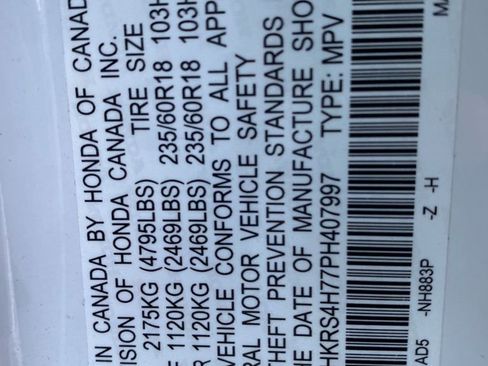 IN CANADA BY HONDA OF CANAD
ISION OF HONDA CANADA INC.
2175KG (4795LBS) TIRE SIZE
1120KG (2469LBS) 235/60R18 103H
R 1120KG (2469LBS) 235/60R18 103H
VEHICLE CONFORMS TO ALL APP
RAL MOTOR VEHICLE SAFETY
THEFT PREVENTION STANDARDS
HE DATE OF MANUFACTURE SHO
HKRS4H77PH407997 TYPE: MPV
AD5 -NH883P -Z -H
MA